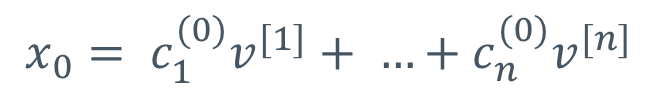 x₀ = c₁⁽⁰⁾v^[1] + … + cₙ⁽⁰⁾v^[n]